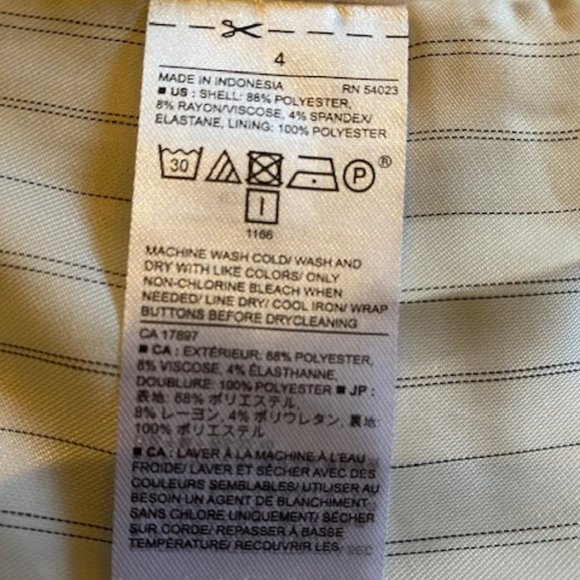 4
MADE IN INDONESIA RN 54023
■ US : SHELL: 88% POLYESTER,
8% RAYON/VISCOSE, 4% SPANDEX/
ELASTANE, LINING: 100% POLYESTER
30 P ®
1166
MACHINE WASH COLD/ WASH AND
DRY WITH LIKE COLORS/ ONLY
NON-CHLORINE BLEACH WHEN
NEEDED/ LINE DRY/ COOL IRON/ WRAP
BUTTONS BEFORE DRYCLEANING
CA 17897
■ CA : EXTÉRIEUR: 88% POLYESTER,
8% VISCOSE, 4% ÉLASTHANNE,
DOUBLURE: 100% POLYESTER ■ JP :
表地: 88% ポリエステル,
8% レーヨン, 4% ポリウレタン, 裏地:
100% ポリエステル
■ CA : LAVER À LA MACHINE À L'EAU
FROIDE/ LAVER ET SÉCHER AVEC DES
COULEURS SEMBLABLES/ UTILISER AU
BESOIN UN AGENT DE BLANCHIMENT
SANS CHLORE UNIQUEMENT/ SÉCHER
SUR CORDE/ REPASSER À BASSE
TEMPÉRATURE/ RECOUVRIR LES